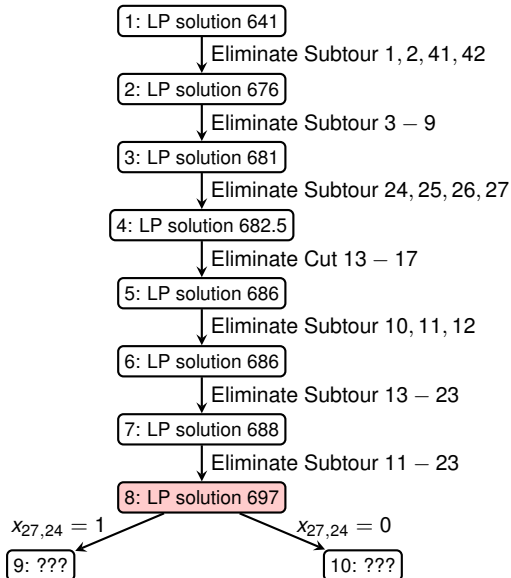 1: LP solution 641
Eliminate Subtour 1, 2, 41, 42
2: LP solution 676
Eliminate Subtour 3 − 9
3: LP solution 681
Eliminate Subtour 24, 25, 26, 27
4: LP solution 682.5
Eliminate Cut 13 − 17
5: LP solution 686
Eliminate Subtour 10, 11, 12
6: LP solution 686
Eliminate Subtour 13 − 23
7: LP solution 688
Eliminate Subtour 11 − 23
8: LP solution 697
x27,24 = 1 x27,24 = 0
9: ??? 10: ???